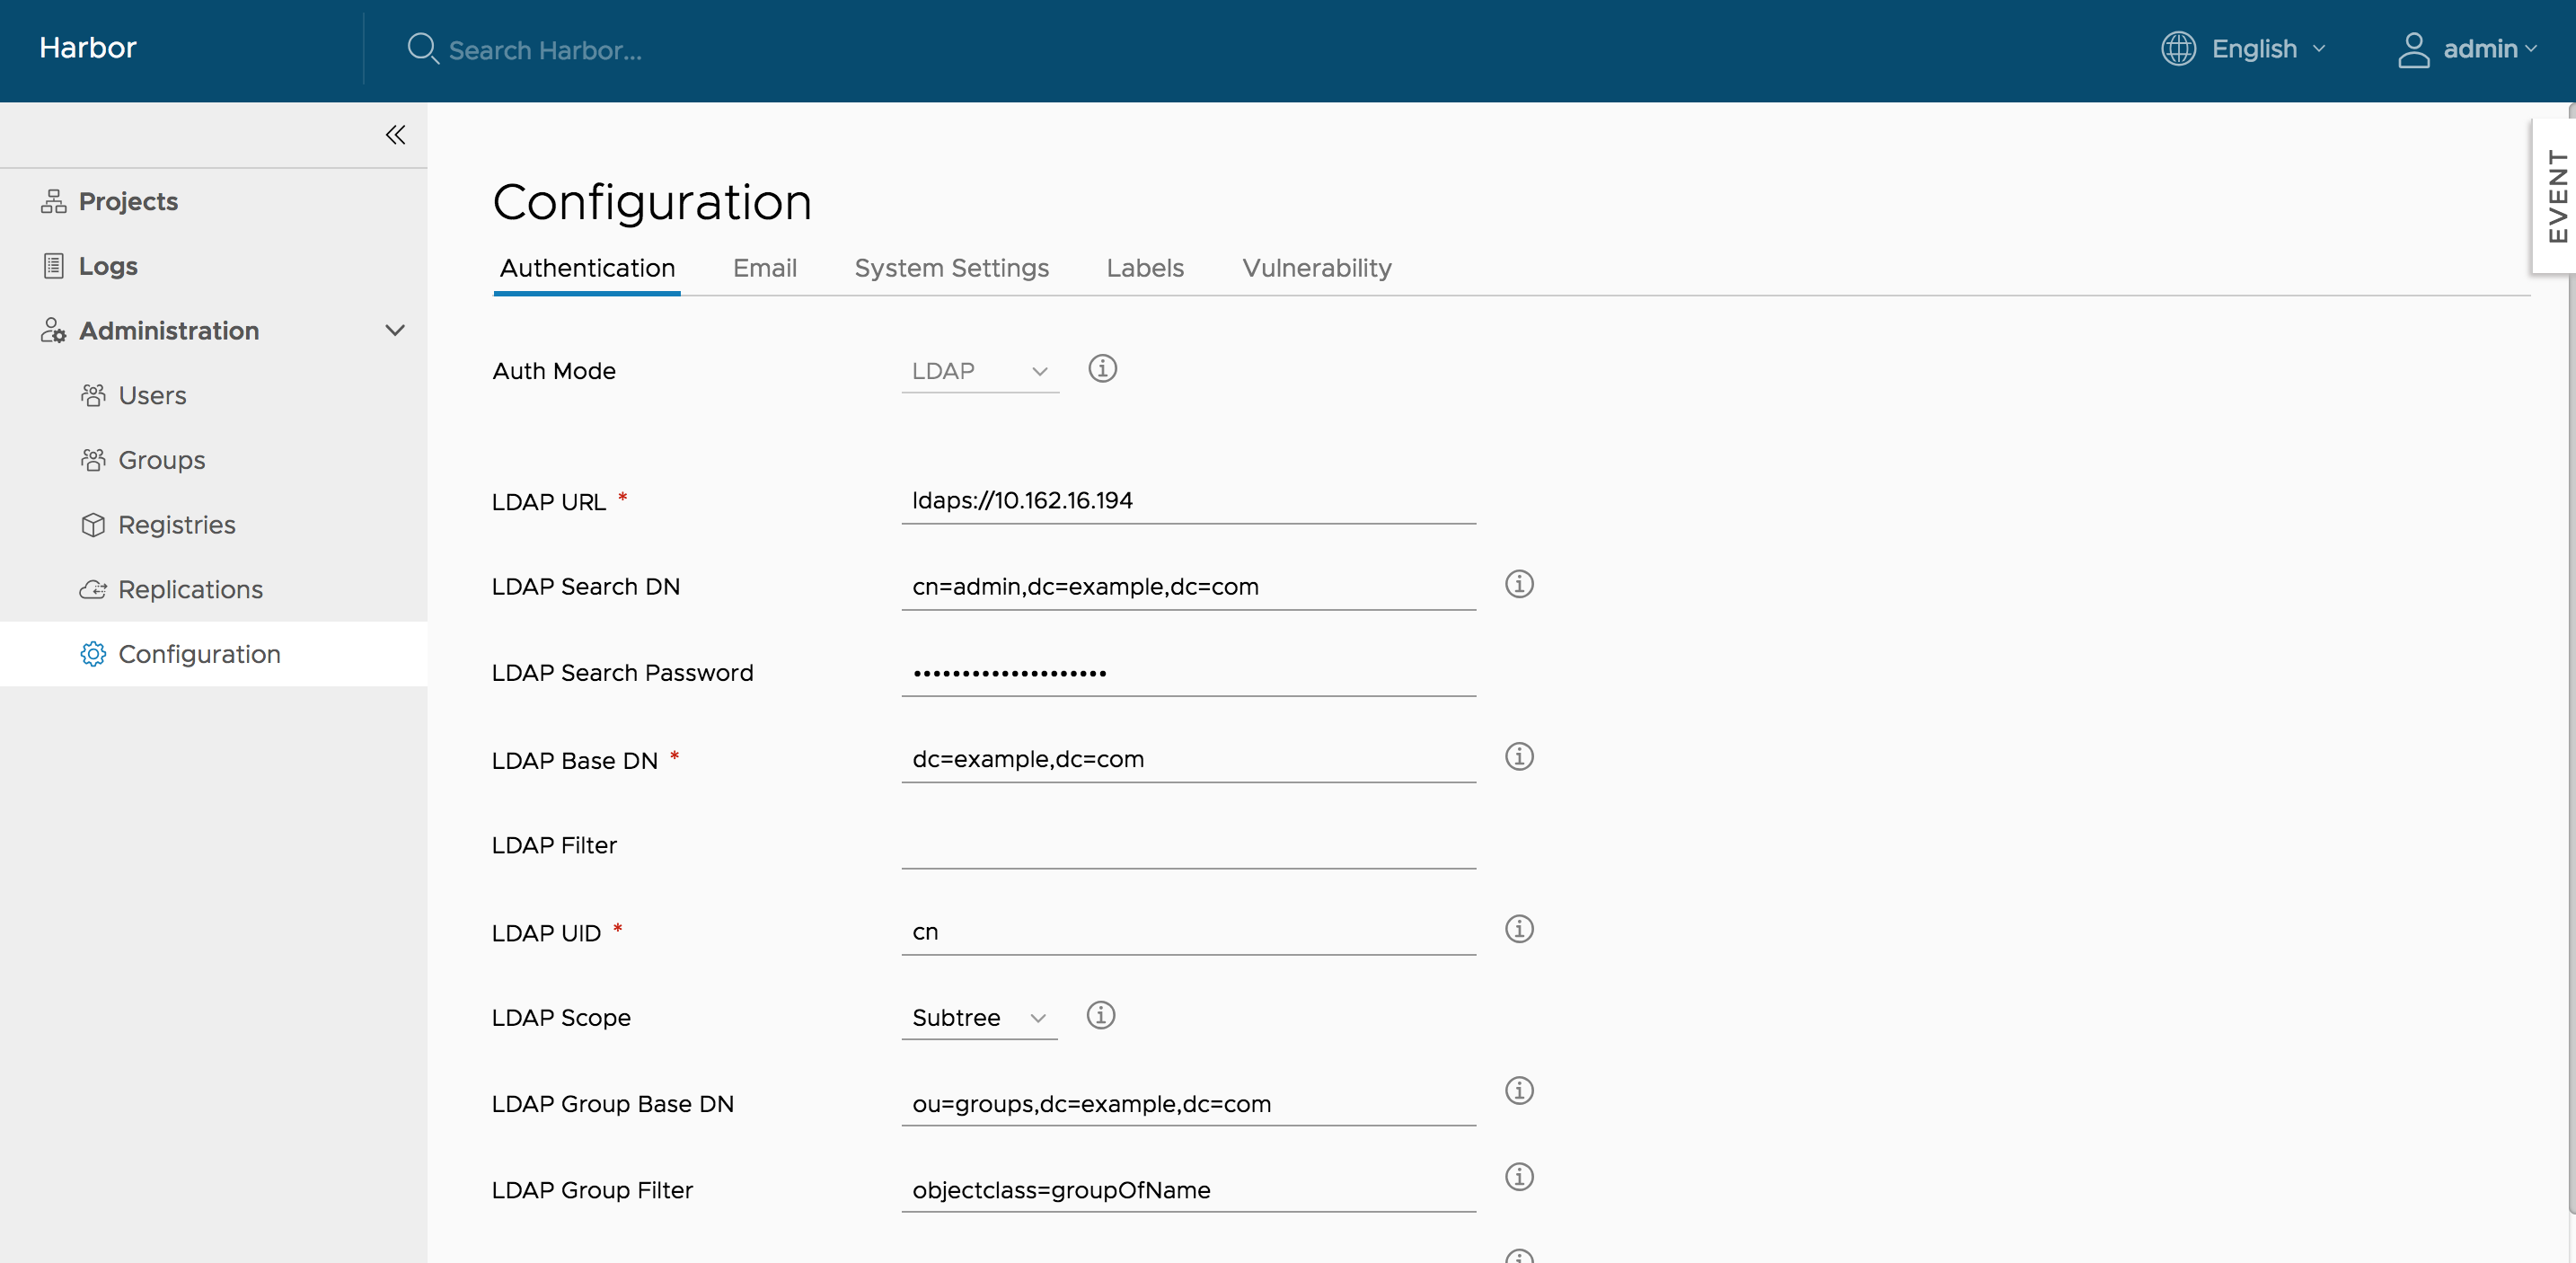 Harbor
Search Harbor...
English
admin
EVENT
Projects
Logs
Administration
Users
Groups
Registries
Replications
Configuration
Configuration
Authentication Email System Settings Labels Vulnerability
Auth Mode LDAP
LDAP URL * ldaps://10.162.16.194
LDAP Search DN cn=admin,dc=example,dc=com
LDAP Search Password ••••••••••••••••••••
LDAP Base DN * dc=example,dc=com
LDAP Filter
LDAP UID * cn
LDAP Scope Subtree
LDAP Group Base DN ou=groups,dc=example,dc=com
LDAP Group Filter objectclass=groupOfName